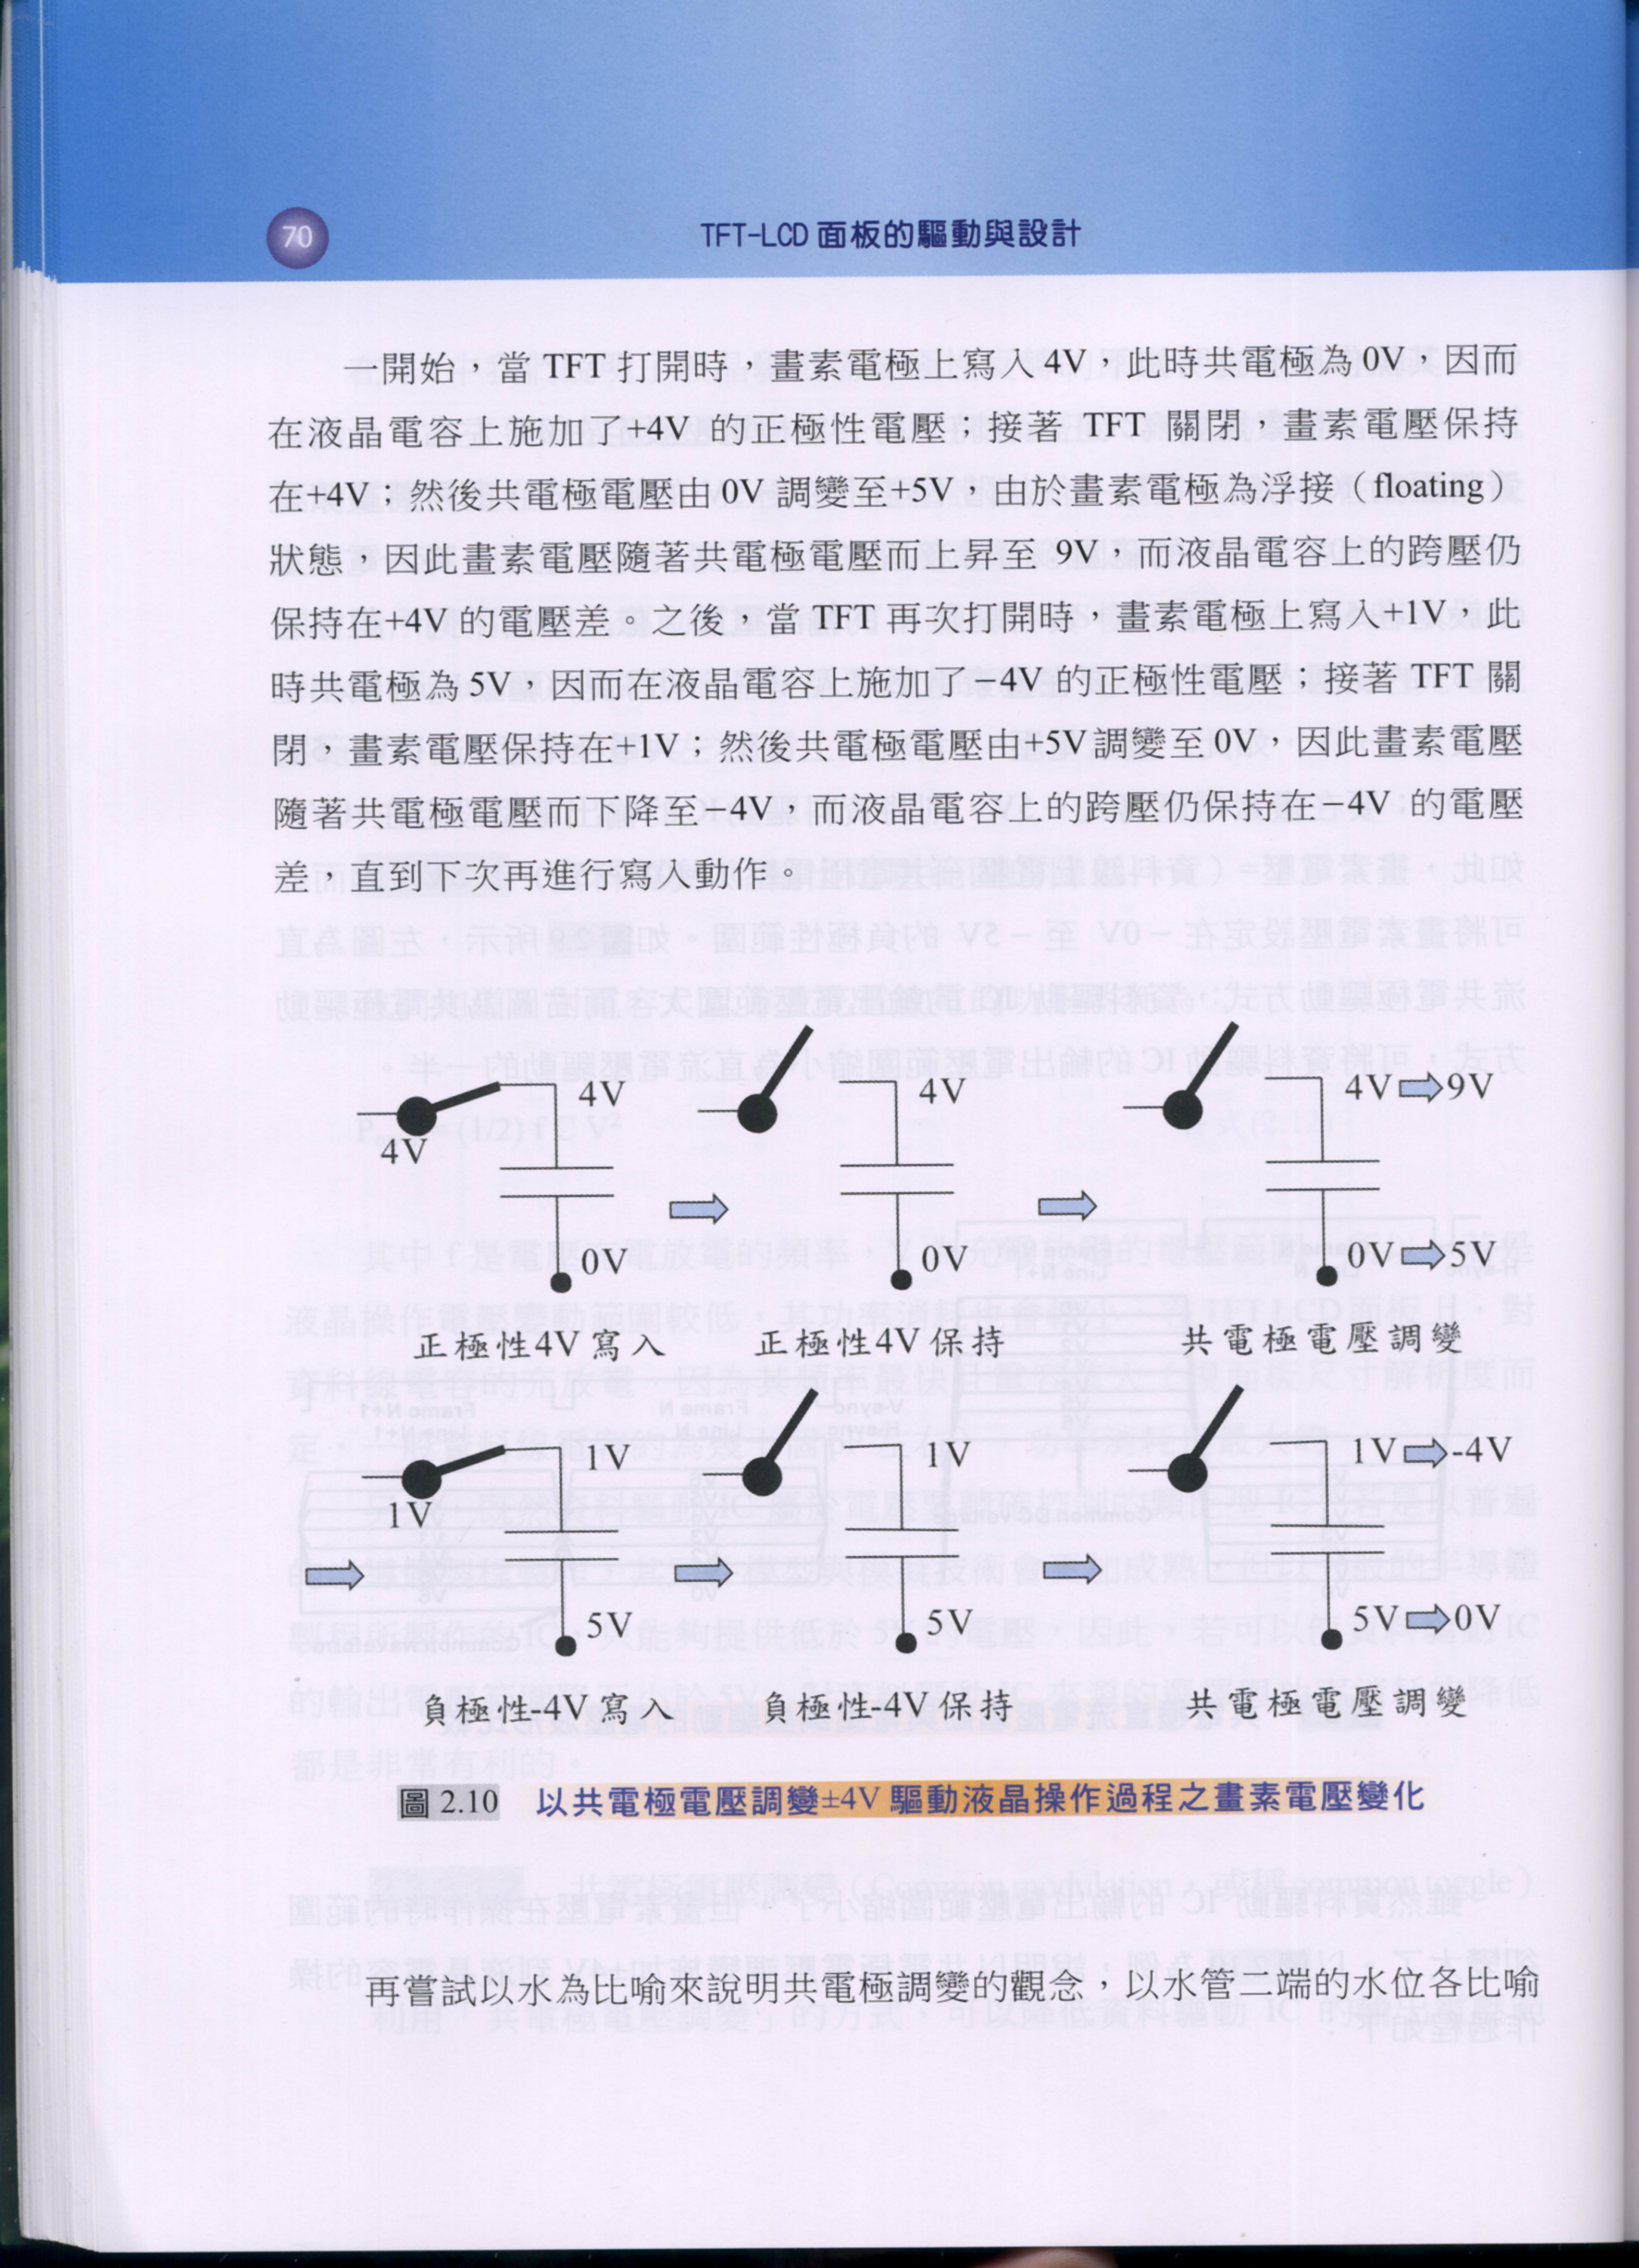 70
TFT-LCD 面板的驅動與設計
一開始，當 TFT 打開時，畫素電極上寫入 4V，此時共電極為 0V，因而
在液晶電容上施加了+4V 的正極性電壓；接著 TFT 關閉，畫素電壓保持
在+4V；然後共電極電壓由 0V 調變至+5V，由於畫素電極為浮接（floating
狀態，因此畫素電壓隨著共電極電壓而上昇至 9V，而液晶電容上的跨壓仍
保持在+4V 的電壓差。之後，當 TFT 再次打開時，畫素電極上寫入+1V，此
時共電極為 5V，因而在液晶電容上施加了−4V 的正極性電壓；接著 TFT 關
閉，畫素電壓保持在+1V；然後共電極電壓由+5V 調變至 0V，因此畫素電壓
隨著共電極電壓而下降至−4V，而液晶電容上的跨壓仍保持在−4V 的電壓
差，直到下次再進行寫入動作。
4V 4V 4V 9V
4V
0V 0V 0V 5V
正極性4V 寫入 正極性4V 保持 共電極電壓調變
1V 1V 1V -4V
1V
5V 5V 5V 0V
負極性-4V 寫入 負極性-4V 保持 共電極電壓調變
圖 2.10 以共電極電壓調變±4V 驅動液晶操作過程之畫素電壓變化
再嘗試以水為比喻來說明共電極調變的觀念，以水管二端的水位各比喻